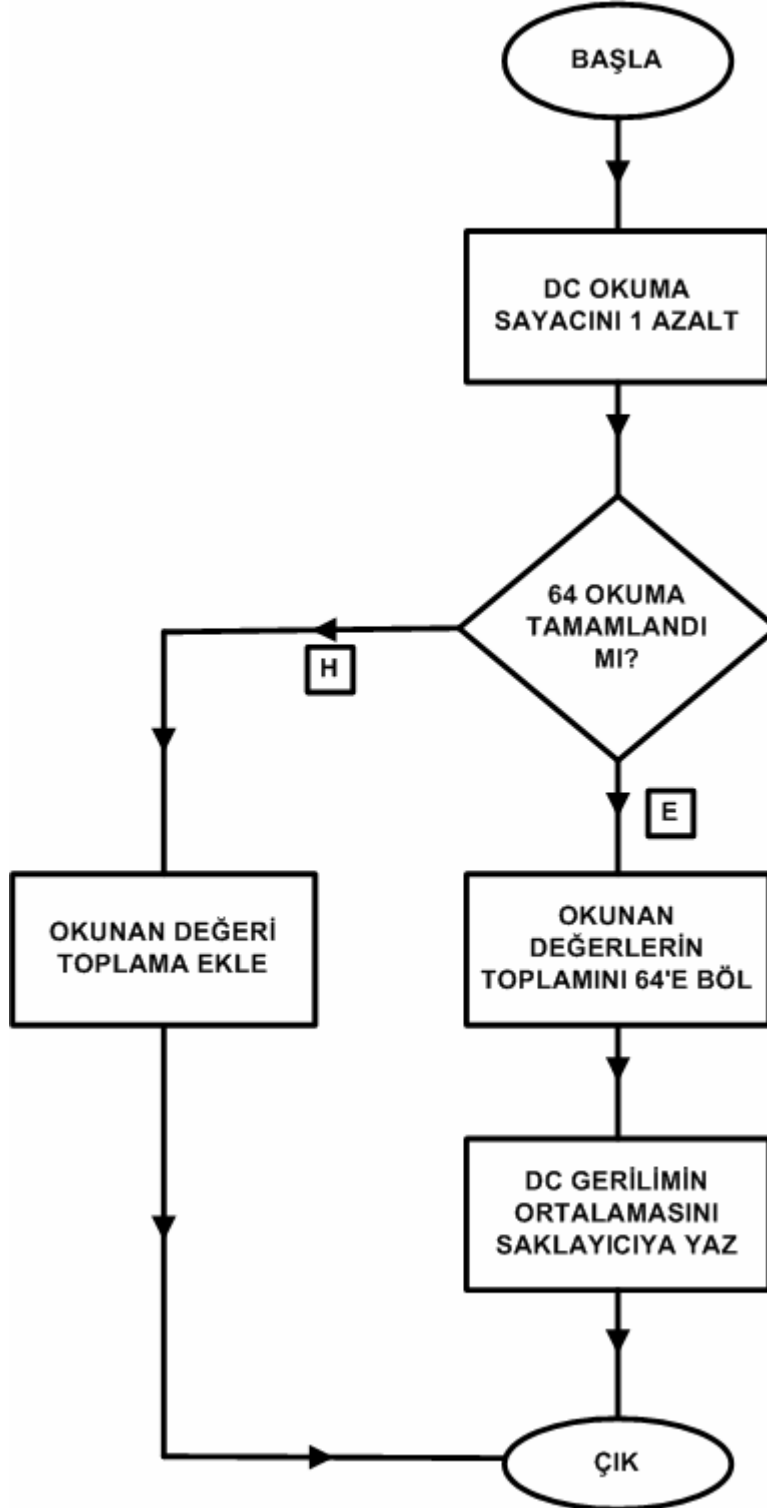 BAŞLA
DC OKUMA
SAYACINI 1 AZALT
64 OKUMA
TAMAMLANDI
MI?
H
E
OKUNAN DEĞERİ
TOPLAMA EKLE
OKUNAN
DEĞERLERİN
TOPLAMINI 64'E BÖL
DC GERİLİMİN
ORTALAMASINI
SAKLAYICIYA YAZ
ÇIK